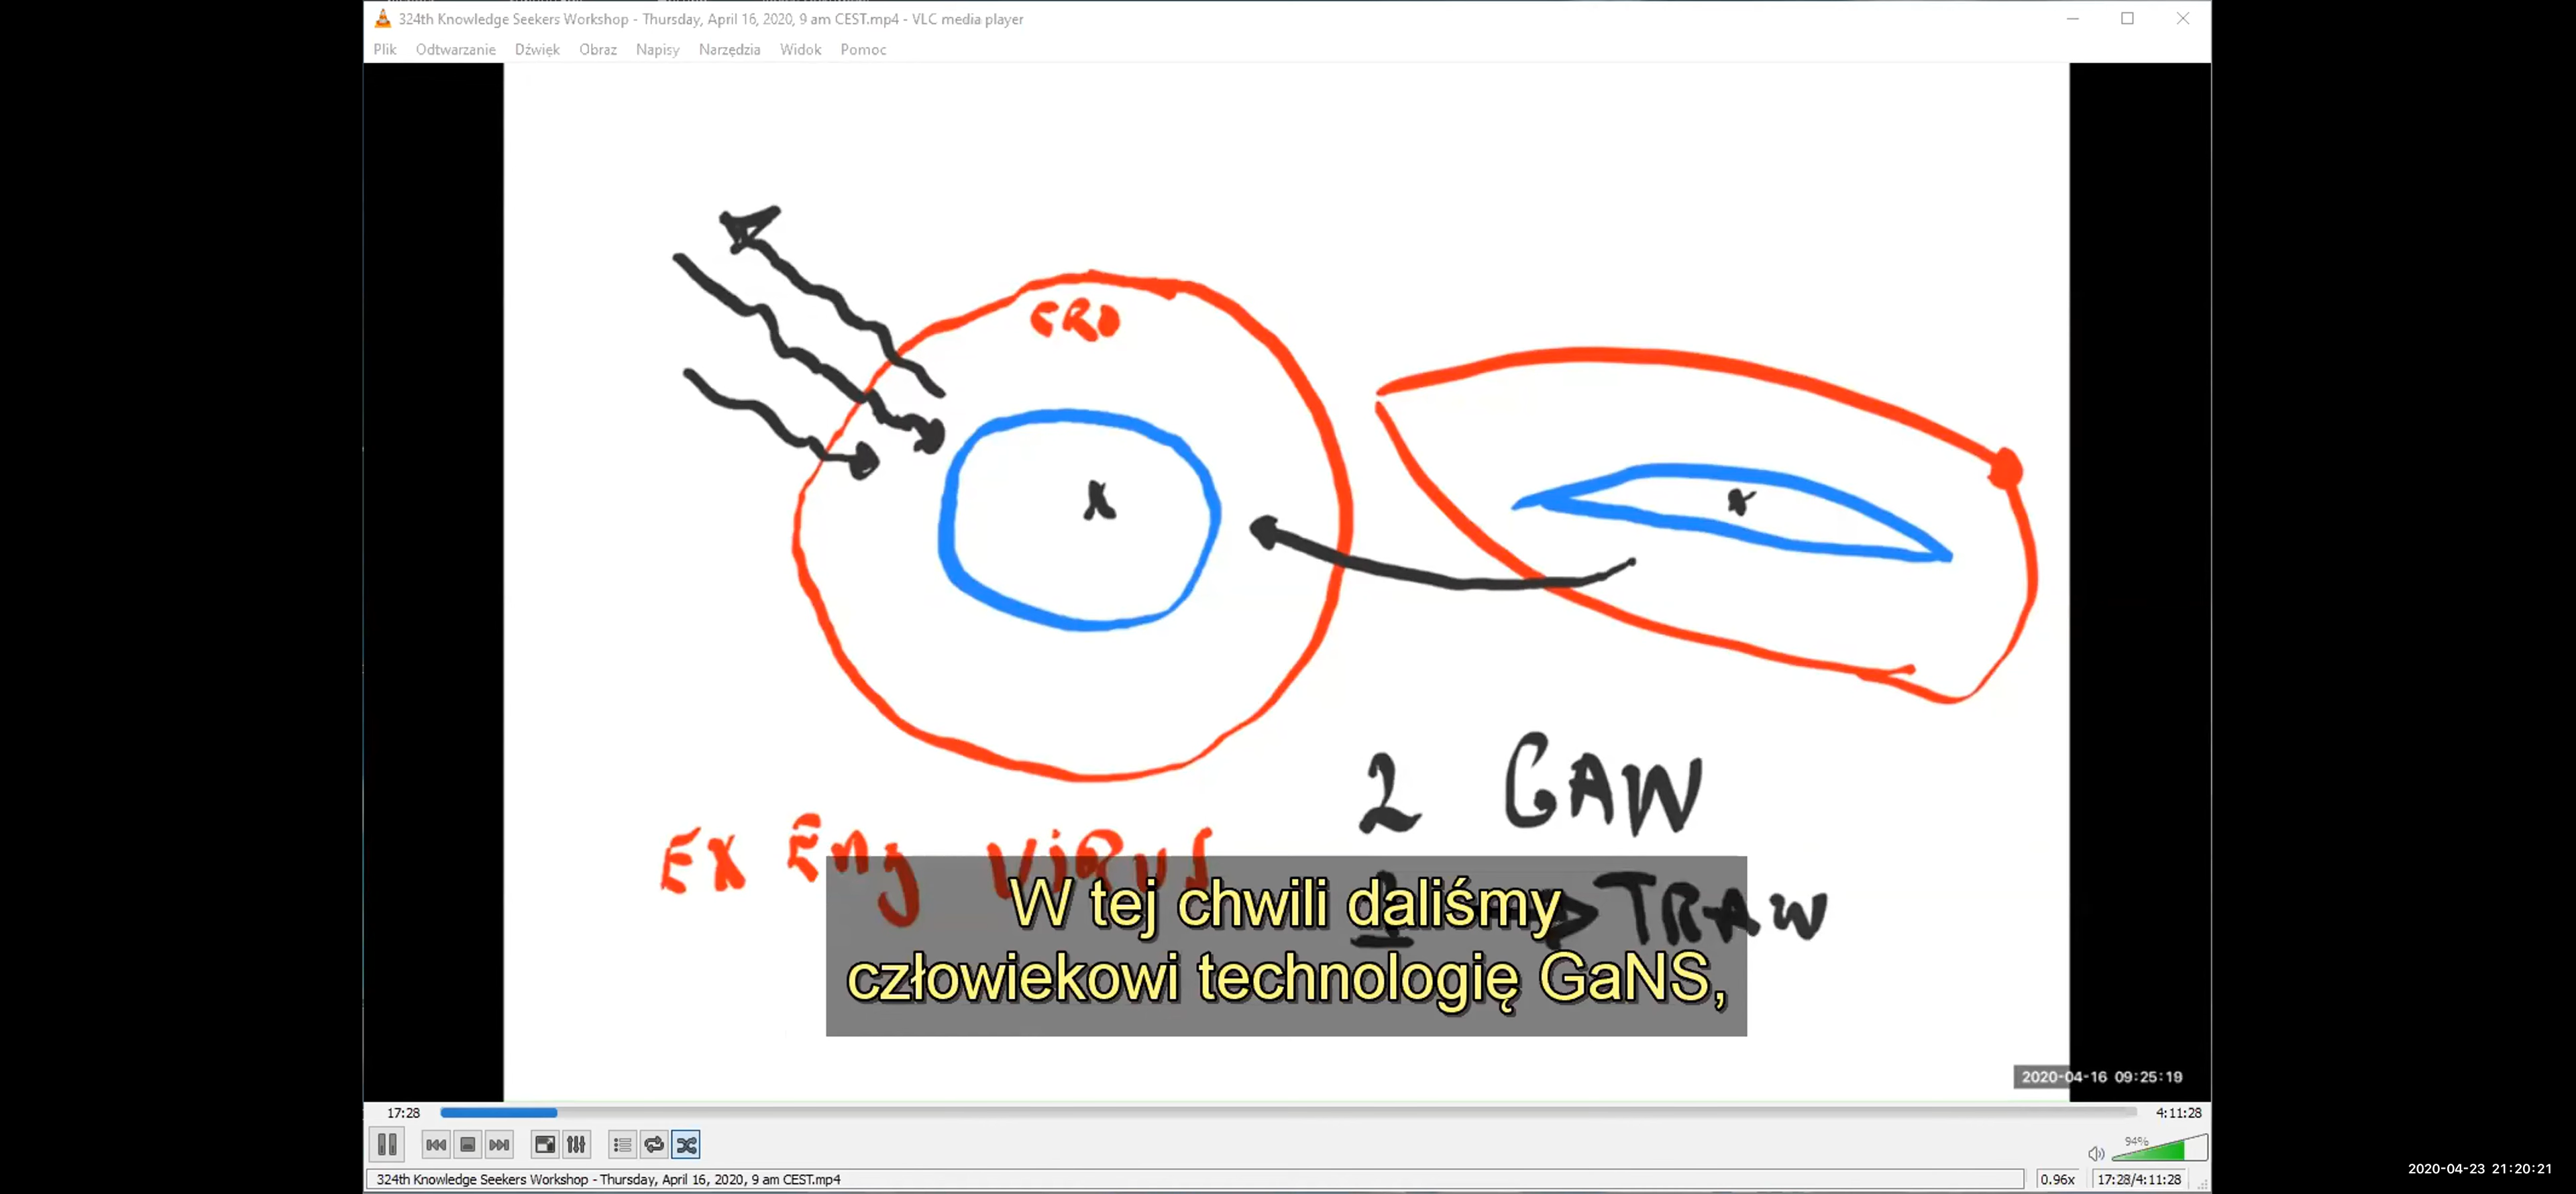 324th Knowledge Seekers Workshop - Thursday, April 16, 2020, 9 am CEST.mp4 - VLC media player
Plik Odtwarzanie Dźwięk Obraz Napisy Narzędzia Widok Pomoc
X
x
2 GAW
Ex Eng ViRUS
TRAW
W tej chwili daliśmy
człowiekowi technologię GaNS,
2020-04-16 09:25:19
17:28 4:11:28
94%
324th Knowledge Seekers Workshop - Thursday, April 16, 2020, 9 am CEST.mp4 0.96x 17:28/4:11:28
2020-04-23 21:20:21